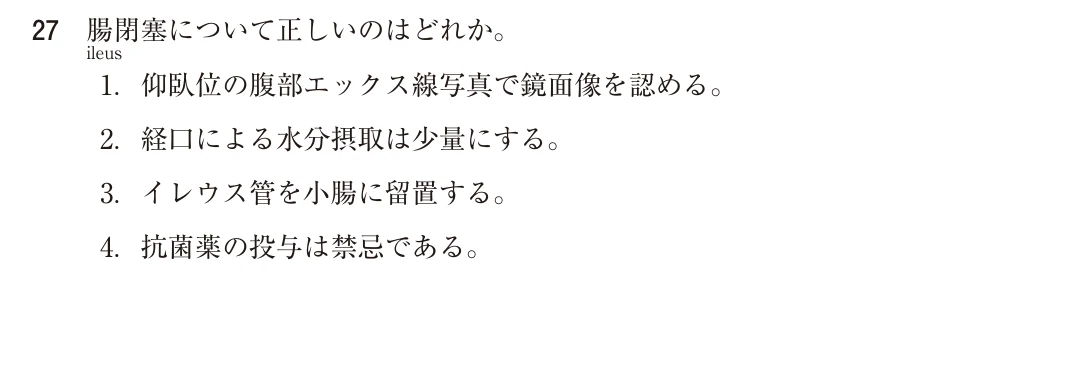 27 腸閉塞について正しいのはどれか。
ileus
1. 仰臥位の腹部エックス線写真で鏡面像を認める。
2. 経口による水分摂取は少量にする。
3. イレウス管を小腸に留置する。
4. 抗菌薬の投与は禁忌である。